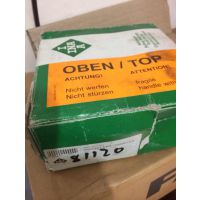 INA
OBEN / TOP
ACHTUNG! ATTENTION
Nicht werfen fragile
Nicht stürzen handle with
81120